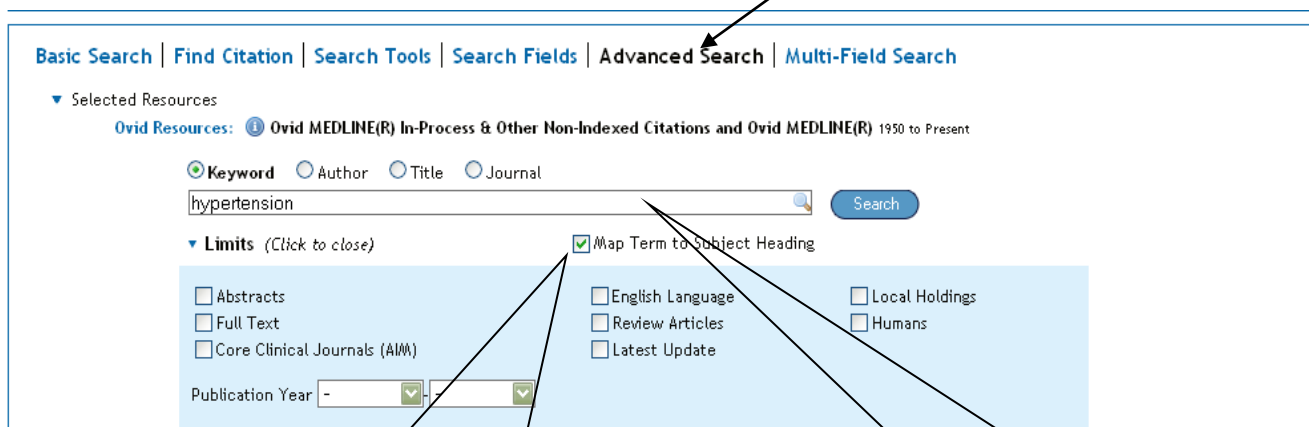 Basic Search | Find Citation | Search Tools | Search Fields | Advanced Search | Multi-Field Search
Selected Resources
Ovid Resources: i Ovid MEDLINE(R) In-Process & Other Non-Indexed Citations and Ovid MEDLINE(R) 1950 to Present
Keyword Author Title Journal
hypertension Search
Limits (Click to close) Map Term to Subject Heading
Abstracts English Language Local Holdings
Full Text Review Articles Humans
Core Clinical Journals (AIM) Latest Update
Publication Year - - -